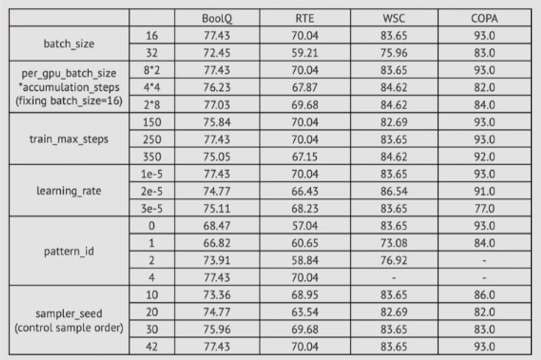 BoolQ RTE WSC COPA
batch_size 16 77.43 70.04 83.65 93.0
32 72.45 59.21 75.96 83.0
per_gpu_batch_size *accumulation_steps (fixing batch_size=16) 8*2 77.43 70.04 83.65 93.0
4*4 76.23 67.87 84.62 82.0
2*8 77.03 69.68 84.62 84.0
train_max_steps 150 75.84 70.04 82.69 93.0
250 77.43 70.04 83.65 93.0
350 75.05 67.15 84.62 92.0
learning_rate 1e-5 77.43 70.04 83.65 93.0
2e-5 74.77 66.43 86.54 91.0
3e-5 75.11 68.23 83.65 77.0
pattern_id 0 68.47 57.04 83.65 93.0
1 66.82 60.65 73.08 84.0
2 73.91 58.84 76.92 -
4 77.43 70.04 - -
sampler_seed (control sample order) 10 73.36 68.95 83.65 86.0
20 74.77 63.54 82.69 82.0
30 75.96 69.68 83.65 83.0
42 77.43 70.04 83.65 93.0